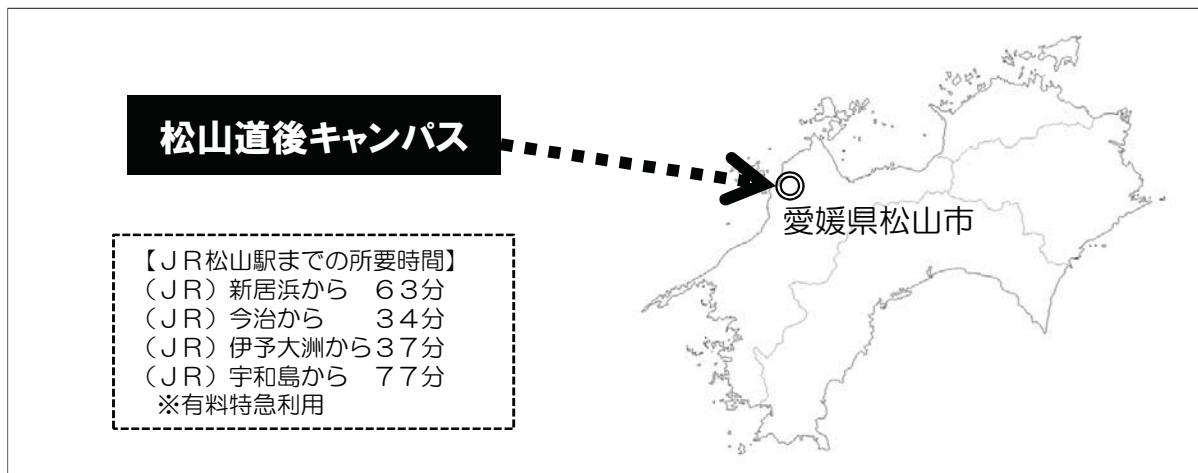 松山道後キャンパス
愛媛県松山市
【ＪＲ松山駅までの所要時間】
（ＪＲ）新居浜から　６３分
（ＪＲ）今治から　　３４分
（ＪＲ）伊予大洲から３７分
（ＪＲ）宇和島から　７７分
※有料特急利用